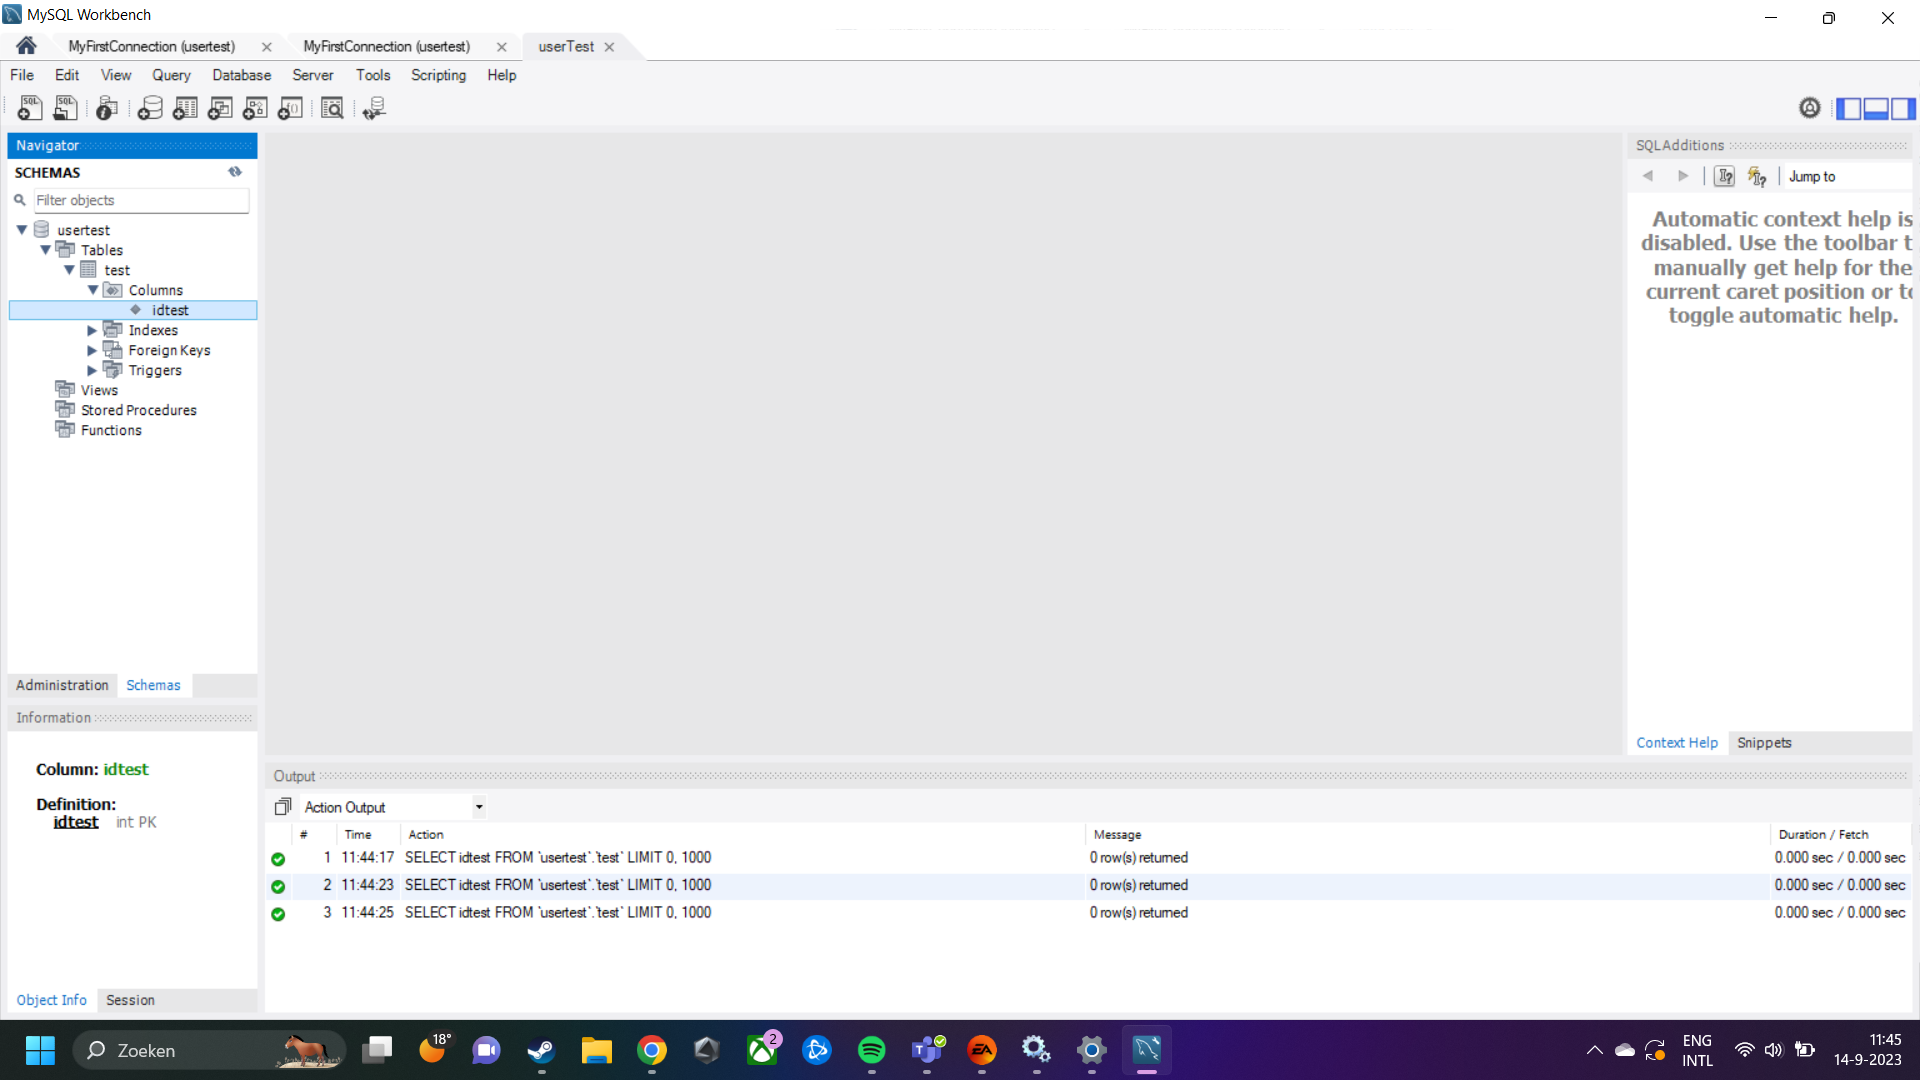 MySQL Workbench
MyFirstConnection (usertest)
MyFirstConnection (usertest)
userTest
File Edit View Query Database Server Tools Scripting Help
Navigator
SCHEMAS
Filter objects
usertest
Tables
test
Columns
idtest
Indexes
Foreign Keys
Triggers
Views
Stored Procedures
Functions
Administration Schemas
Information
Column: idtest
Definition:
idtest int PK
Object Info Session
SQLAdditions
Jump to
Automatic context help is
disabled. Use the toolbar t
manually get help for the
current caret position or to
toggle automatic help.
Context Help Snippets
Output
Action Output
# Time Action Message Duration / Fetch
1 11:44:17 SELECT idtest FROM `usertest`.`test` LIMIT 0, 1000 0 row(s) returned 0.000 sec / 0.000 sec
2 11:44:23 SELECT idtest FROM `usertest`.`test` LIMIT 0, 1000 0 row(s) returned 0.000 sec / 0.000 sec
3 11:44:25 SELECT idtest FROM `usertest`.`test` LIMIT 0, 1000 0 row(s) returned 0.000 sec / 0.000 sec
Zoeken
18°
2
ENG
INTL
11:45
14-9-2023